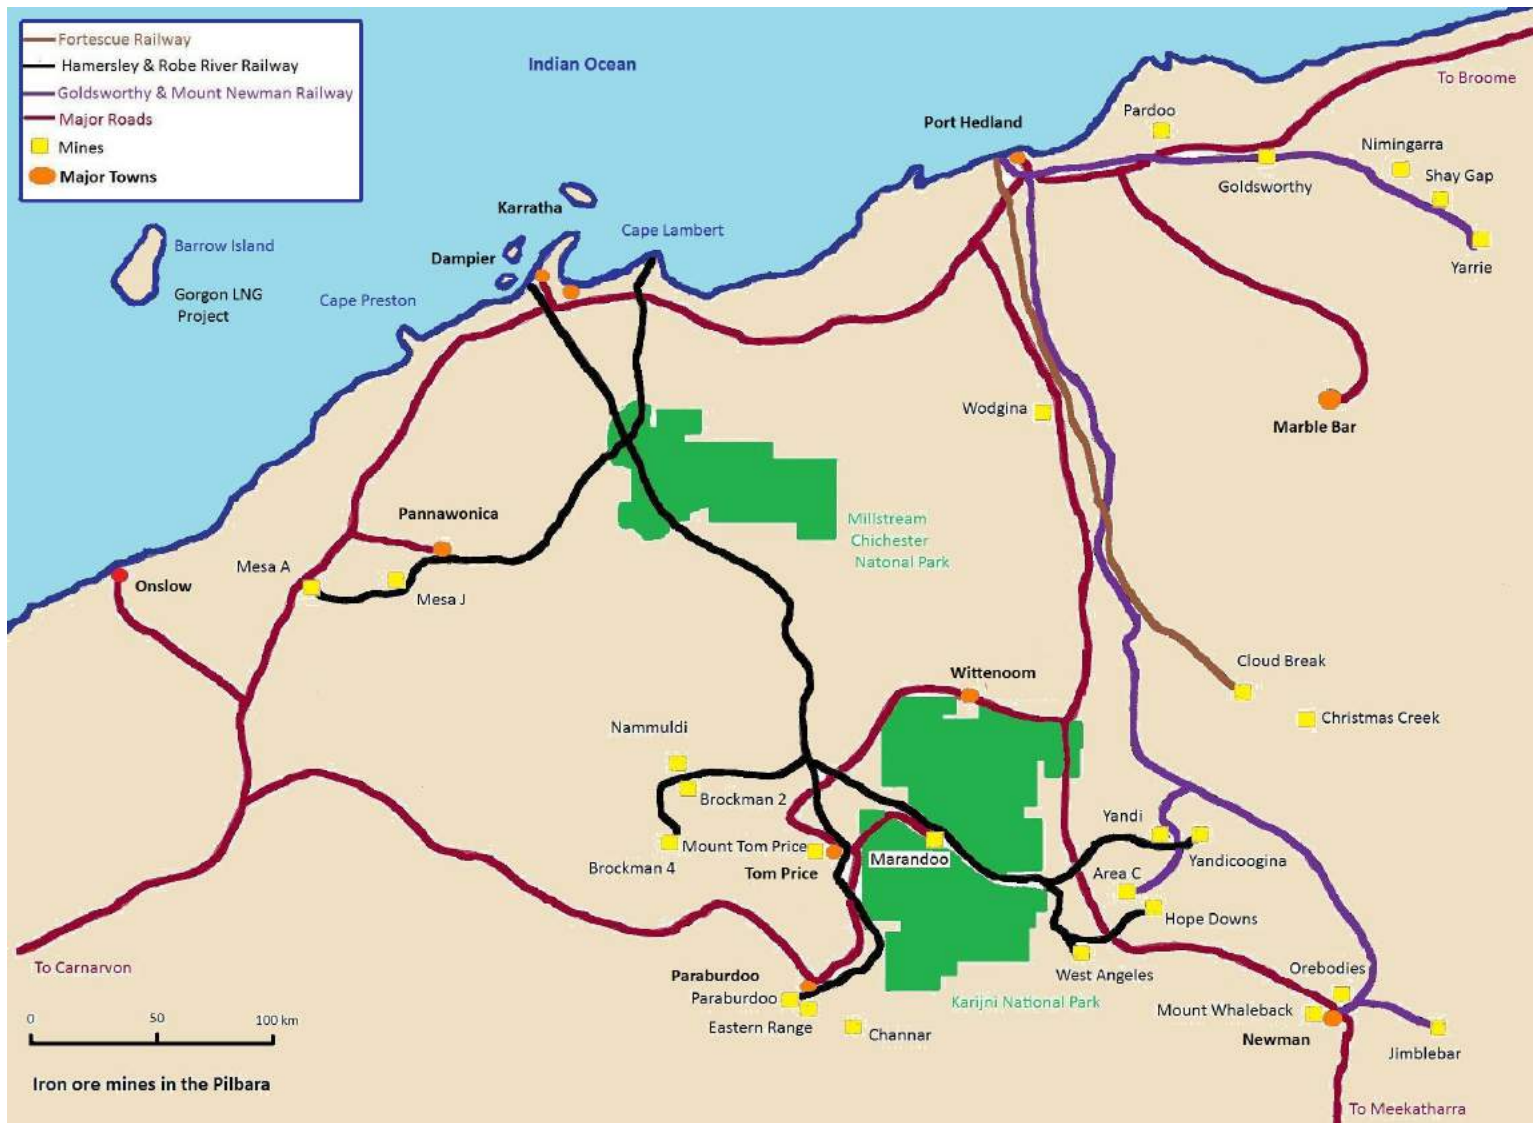 Fortescue Railway
Hamersley & Robe River Railway
Goldsworthy & Mount Newman Railway
Major Roads
Mines
Major Towns
Indian Ocean
To Broome
Port Hedland
Pardoo
Nimingarra
Shay Gap
Goldsworthy
Yarrie
Karratha
Cape Lambert
Barrow Island
Dampier
Gorgon LNG
Project
Cape Preston
Wodgina
Marble Bar
Pannawonica
Millstream
Chichester
Natonal Park
Mesa A
Onslow
Mesa J
Cloud Break
Wittenoom
Christmas Creek
Nammuldi
Brockman 2
Yandi
Mount Tom Price
Brockman 4
Tom Price
Marandoo
Yandicoogina
Area C
Hope Downs
To Carnarvon
Paraburdoo
West Angeles
Orebodies
Paraburdoo
Karijni National Park
Mount Whaleback
Eastern Range
Channar
Newman
Jimblebar
0 50 100 km
Iron ore mines in the Pilbara
To Meekatharra